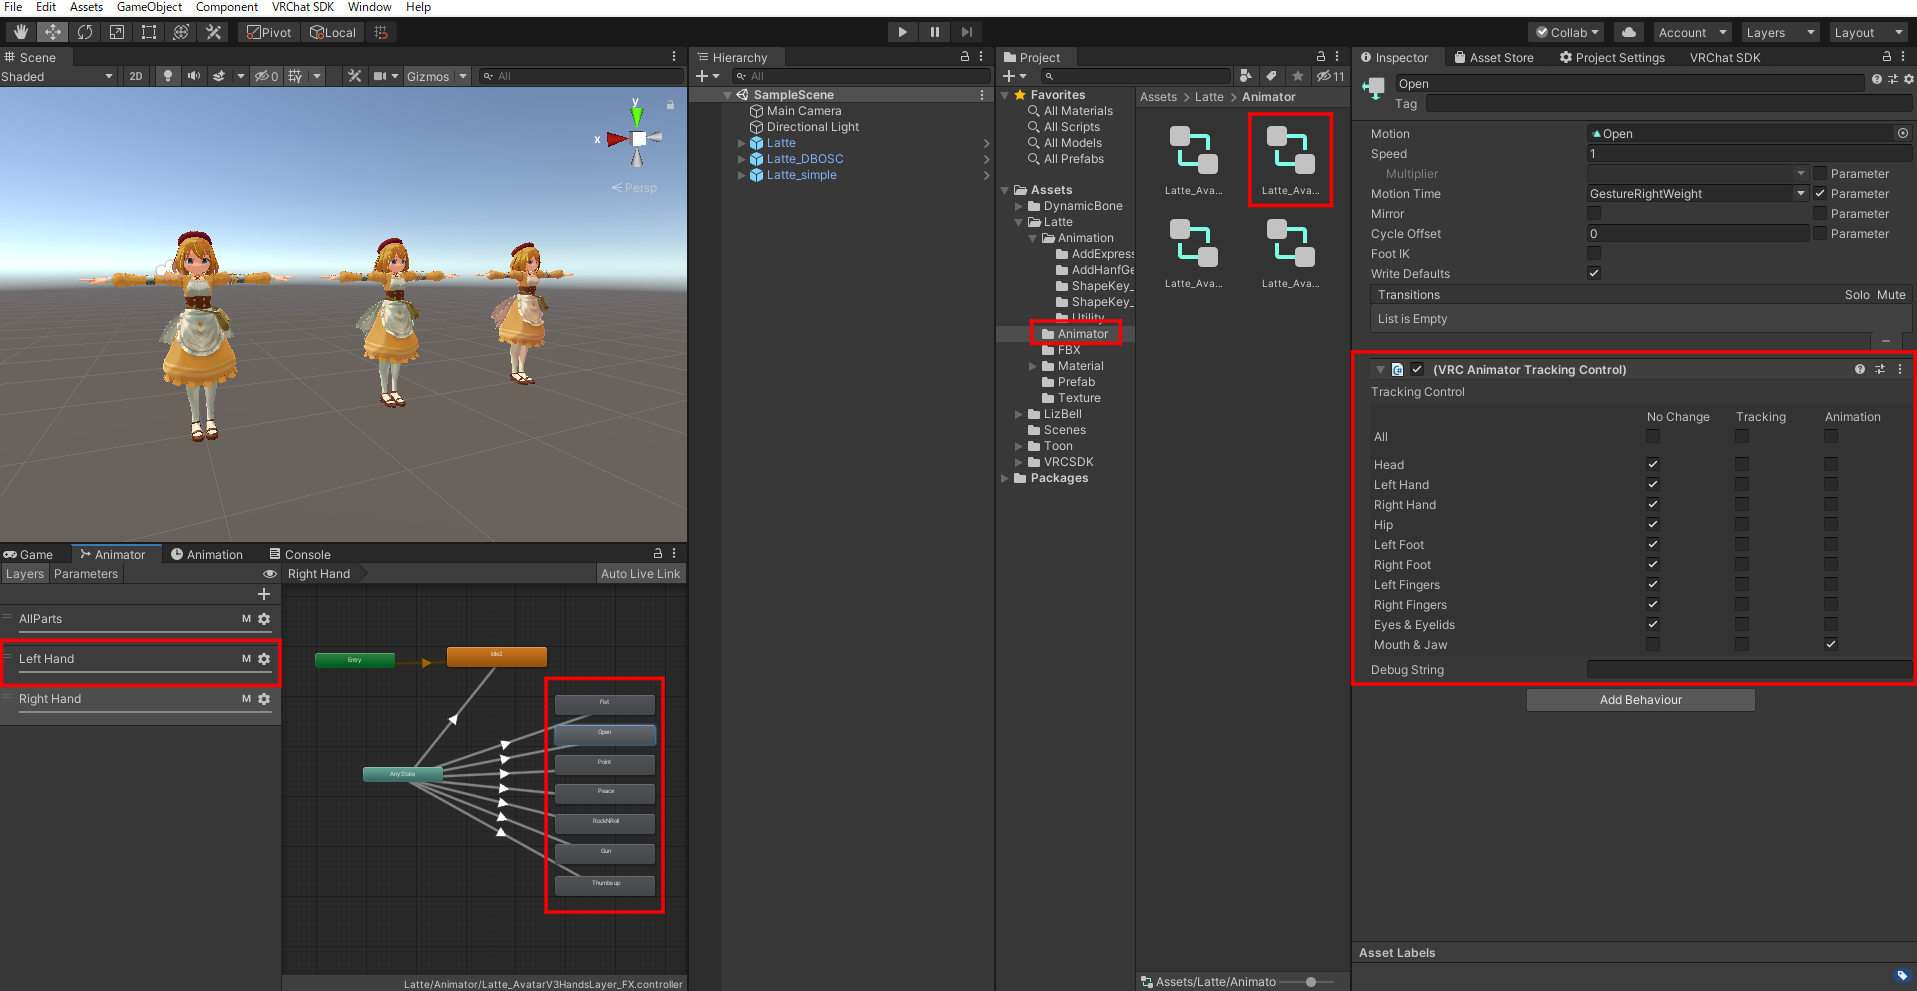 File Edit Assets GameObject Component VRChat SDK Window Help
Pivot Local
Collab Account Layers Layout
Scene
Shaded 2D 0 Gizmos All
y
x
Persp
Hierarchy
All
SampleScene
Main Camera
Directional Light
Latte
Latte_DBOSC
Latte_simple
Project
11
Favorites
All Materials
All Scripts
All Models
All Prefabs
Assets
DynamicBone
Latte
Animation
AddExpress
AddHanfGe
ShapeKey_
ShapeKey_
Utility
Animator
FBX
Material
Prefab
Texture
LizBell
Scenes
Toon
VRCSDK
Packages
Assets > Latte > Animator
Latte_Ava...
Latte_Ava...
Latte_Ava...
Latte_Ava...
Assets/Latte/Animato
Inspector Asset Store Project Settings VRChat SDK
Open
Tag
Motion Open
Speed 1
Multiplier Parameter
Motion Time GestureRightWeight Parameter
Mirror Parameter
Cycle Offset 0 Parameter
Foot IK
Write Defaults
Transitions Solo Mute
List is Empty
(VRC Animator Tracking Control)
Tracking Control
No Change Tracking Animation
All
Head
Left Hand
Right Hand
Hip
Left Foot
Right Foot
Left Fingers
Right Fingers
Eyes & Eyelids
Mouth & Jaw
Debug String
Add Behaviour
Asset Labels
Game Animator Animation Console
Layers Parameters Right Hand Auto Live Link
AllParts M
Left Hand M
Right Hand M
Entry
Idle2
Any State
Fist
Open
Point
Peace
RockNRoll
Gun
Thumbs up
Latte/Animator/Latte_AvatarV3HandsLayer_FX.controller